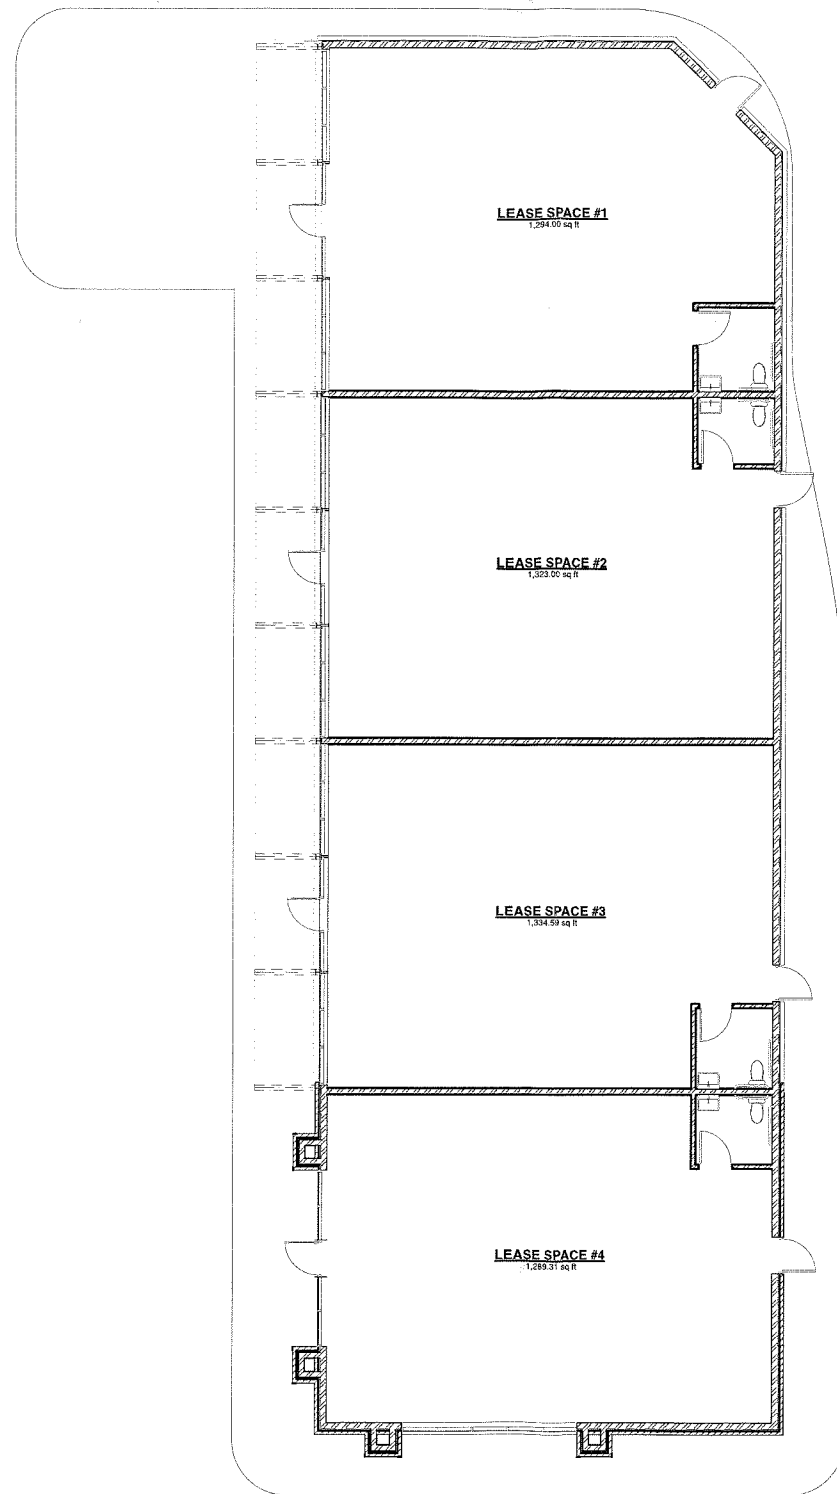 LEASE SPACE #1
1,294.00 sq ft
LEASE SPACE #2
1,323.00 sq ft
LEASE SPACE #3
1,334.59 sq ft
LEASE SPACE #4
1,289.31 sq ft